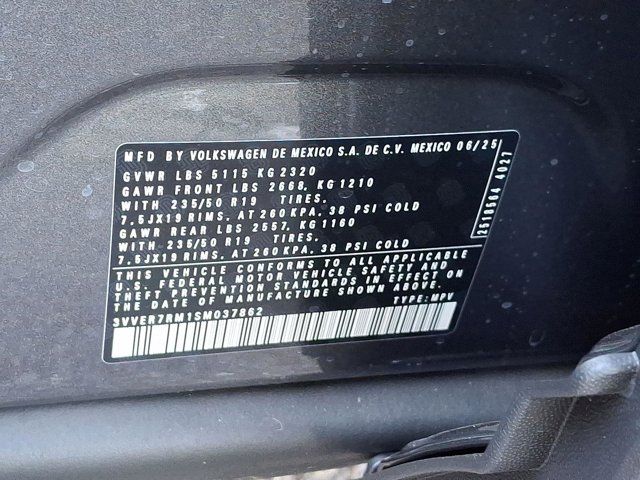 MFD BY VOLKSWAGEN DE MEXICO S.A. DE C.V. MEXICO 06/25
GVWR LBS 5115 KG 2320
GAWR FRONT LBS 2668, KG 1210
WITH 235/50 R19 TIRES.
7.5JX19 RIMS. AT 260 KPA, 38 PSI COLD
GAWR REAR LBS 2557, KG 1160
WITH 235/50 R19 TIRES.
7.5JX19 RIMS. AT 260 KPA, 38 PSI COLD
THIS VEHICLE CONFORMS TO ALL APPLICABLE
U.S. FEDERAL MOTOR VEHICLE SAFETY AND
THEFT PREVENTION STANDARDS IN EFFECT ON
THE DATE OF MANUFACTURE SHOWN ABOVE.
3VVER7RM1SM037862 TYPE: MPV
4027